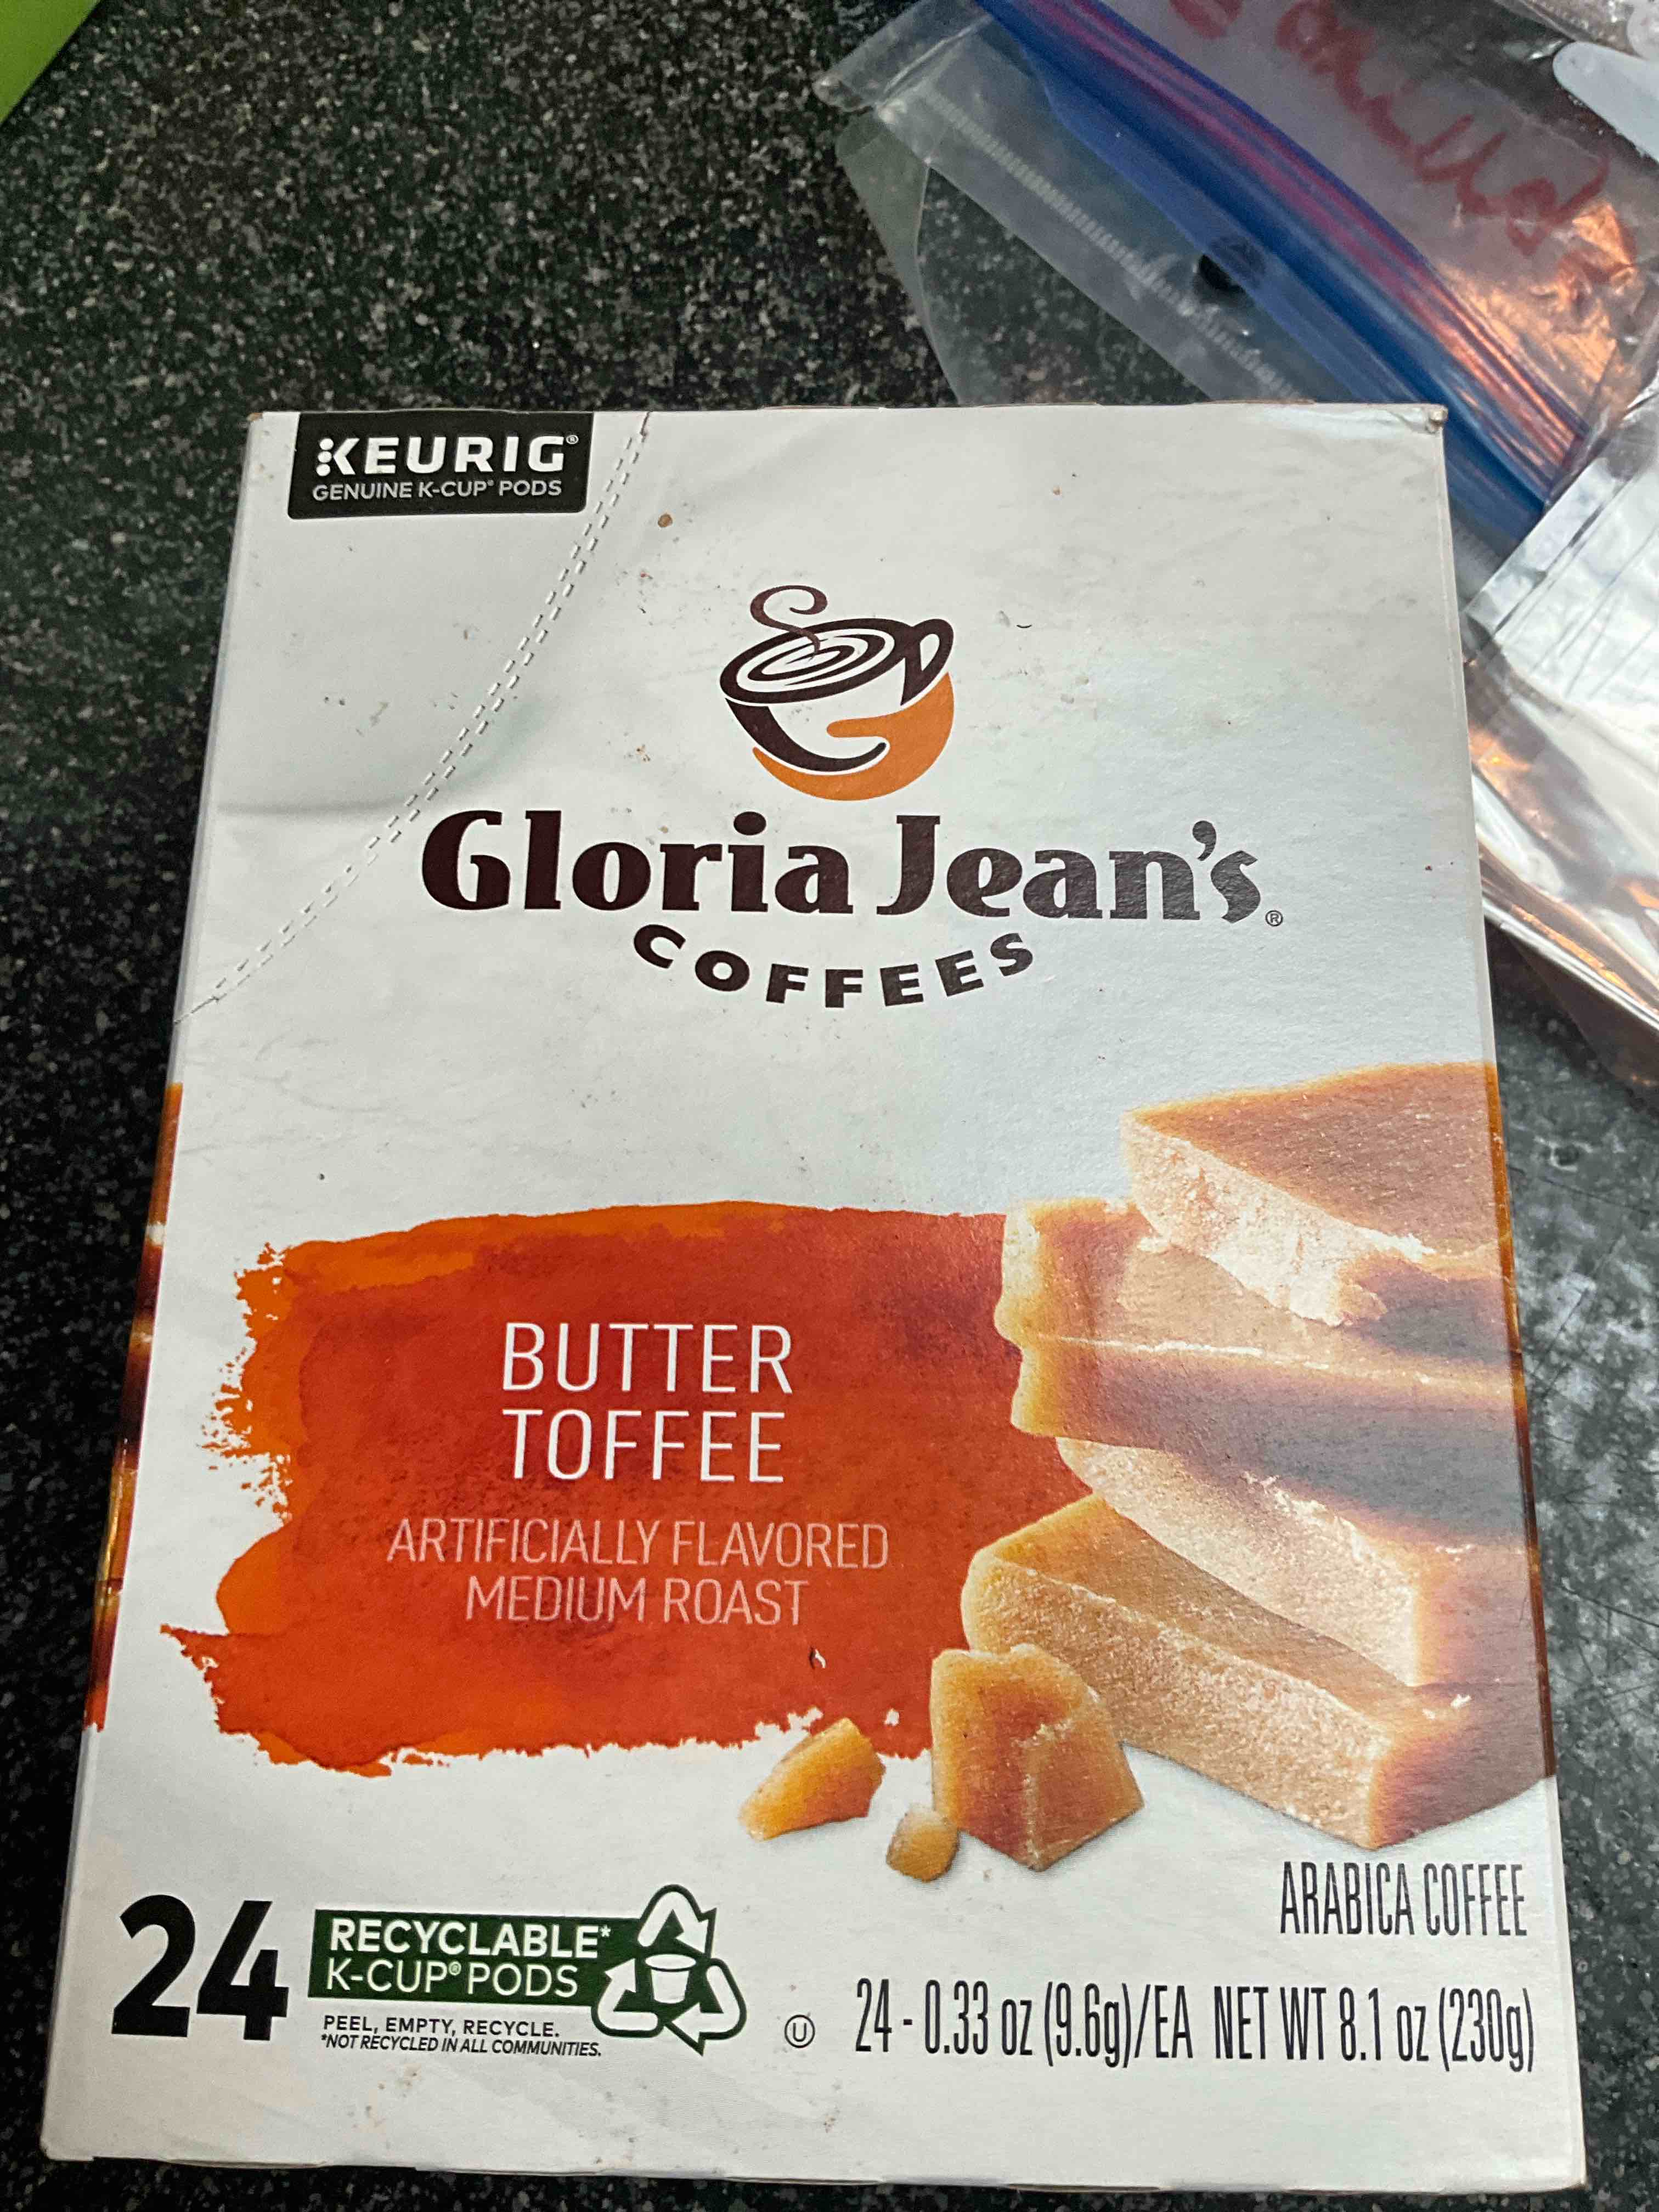 KEURIG®
GENUINE K-CUP® PODS
Gloria Jean's®
COFFEES
BUTTER
TOFFEE
ARTIFICIALLY FLAVORED
MEDIUM ROAST
ARABICA COFFEE
24
RECYCLABLE*
K-CUP® PODS
PEEL, EMPTY, RECYCLE.
*NOT RECYCLED IN ALL COMMUNITIES.
U
24 - 0.33 oz (9.6g)/EA NET WT 8.1 oz (230g)